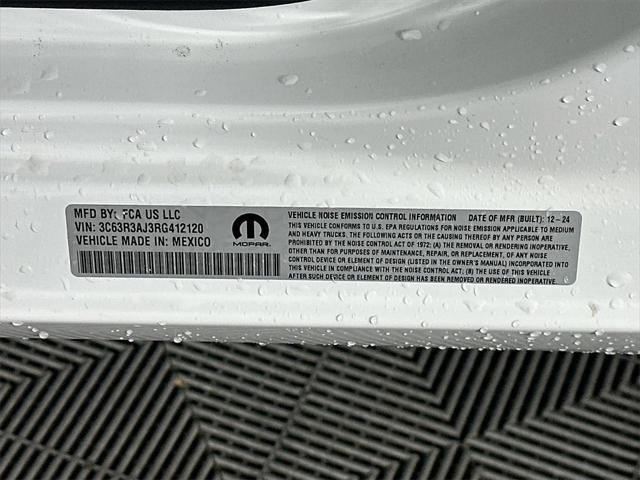 MFD BY: FCA US LLC
VIN: 3C63R3AJ3RG412120
VEHICLE MADE IN: MEXICO
MOPAR
VEHICLE NOISE EMISSION CONTROL INFORMATION DATE OF MFR (BUILT): 12-24
THIS VEHICLE CONFORMS TO U.S. EPA REGULATIONS FOR NOISE EMISSION APPLICABLE TO MEDIUM
AND HEAVY TRUCKS. THE FOLLOWING ACTS OR THE CAUSING THEREOF BY ANY PERSON ARE
PROHIBITED BY THE NOISE CONTROL ACT OF 1972: (A) THE REMOVAL OR RENDERING INOPERATIVE,
OTHER THAN FOR PURPOSES OF MAINTENANCE, REPAIR, OR REPLACEMENT, OF ANY NOISE
CONTROL DEVICE OR ELEMENT OF DESIGN (LISTED IN THE OWNER'S MANUAL) INCORPORATED INTO
THIS VEHICLE IN COMPLIANCE WITH THE NOISE CONTROL ACT; (B) THE USE OF THIS VEHICLE
AFTER SUCH DEVICE OR ELEMENT OF DESIGN HAS BEEN REMOVED OR RENDERED INOPERATIVE.